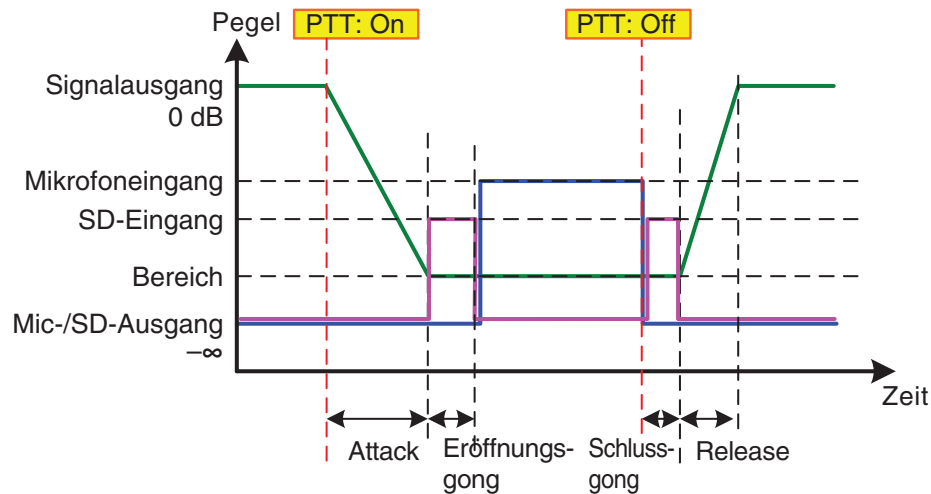 Pegel
PTT: On
PTT: Off
Signalausgang
0 dB
Mikrofoneingang
SD-Eingang
Bereich
Mic-/SD-Ausgang
–∞
Zeit
Attack
Eröffnungs-
gong
Schluss-
gong
Release